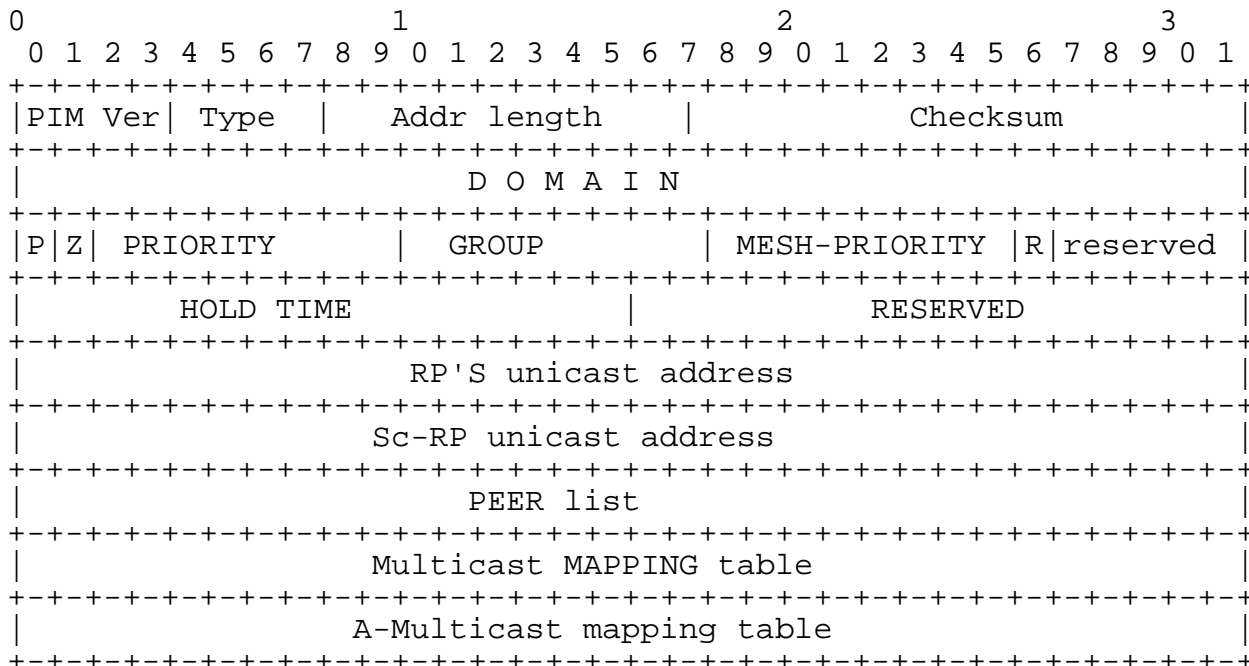 0                   1                   2                   3
 0 1 2 3 4 5 6 7 8 9 0 1 2 3 4 5 6 7 8 9 0 1 2 3 4 5 6 7 8 9 0 1
+-+-+-+-+-+-+-+-+-+-+-+-+-+-+-+-+-+-+-+-+-+-+-+-+-+-+-+-+-+-+-+-+
|PIM Ver| Type  |   Addr length     |           Checksum         |
+-+-+-+-+-+-+-+-+-+-+-+-+-+-+-+-+-+-+-+-+-+-+-+-+-+-+-+-+-+-+-+-+
|                       D O M A I N                             |
+-+-+-+-+-+-+-+-+-+-+-+-+-+-+-+-+-+-+-+-+-+-+-+-+-+-+-+-+-+-+-+-+
|P|Z| PRIORITY      |  GROUP        | MESH-PRIORITY |R|reserved |
+-+-+-+-+-+-+-+-+-+-+-+-+-+-+-+-+-+-+-+-+-+-+-+-+-+-+-+-+-+-+-+-+
|        HOLD TIME              |            RESERVED           |
+-+-+-+-+-+-+-+-+-+-+-+-+-+-+-+-+-+-+-+-+-+-+-+-+-+-+-+-+-+-+-+-+
|                    RP'S unicast address                       |
+-+-+-+-+-+-+-+-+-+-+-+-+-+-+-+-+-+-+-+-+-+-+-+-+-+-+-+-+-+-+-+-+
|                  Sc-RP unicast address                        |
+-+-+-+-+-+-+-+-+-+-+-+-+-+-+-+-+-+-+-+-+-+-+-+-+-+-+-+-+-+-+-+-+
|                       PEER list                               |
+-+-+-+-+-+-+-+-+-+-+-+-+-+-+-+-+-+-+-+-+-+-+-+-+-+-+-+-+-+-+-+-+
|                  Multicast MAPPING table                      |
+-+-+-+-+-+-+-+-+-+-+-+-+-+-+-+-+-+-+-+-+-+-+-+-+-+-+-+-+-+-+-+-+
|                 A-Multicast mapping table                     |
+-+-+-+-+-+-+-+-+-+-+-+-+-+-+-+-+-+-+-+-+-+-+-+-+-+-+-+-+-+-+-+-+